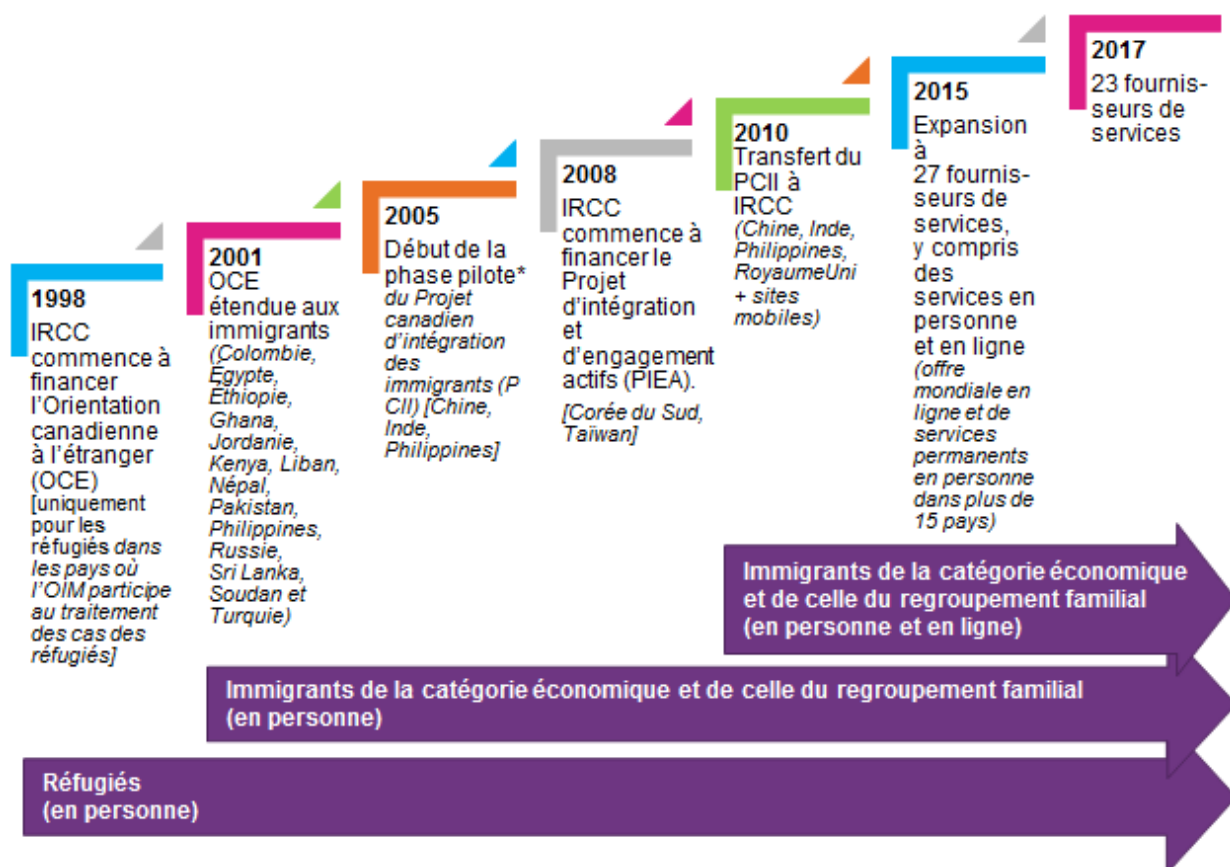 1998
IRCC
commence à
financer
l'Orientation
canadienne
à l'étranger
(OCE)
[uniquement
pour les
réfugiés dans
les pays où
l'OIM participe
au traitement
des cas des
réfugiés]
2001
OCE
étendue aux
immigrants
(Colombie,
Égypte,
Éthiopie,
Ghana,
Jordanie,
Kenya, Liban,
Népal,
Pakistan,
Philippines,
Russie,
Sri Lanka,
Soudan et
Turquie)
2005
Début de la
phase pilote*
du Projet
canadien
d'intégration
des
immigrants (P
CII) [Chine,
Inde,
Philippines]
2008
IRCC
commence à
financer le
Projet
d'intégration
et
d'engagement
actifs (PIEA).
[Corée du Sud,
Taïwan]
2010
Transfert du
PCII à
IRCC
(Chine, Inde,
Philippines,
RoyaumeUni
+ sites
mobiles)
2015
Expansion
à
27 fournis-
seurs de
services,
y compris
des
services en
personne
et en ligne
(offre
mondiale en
ligne et de
services
permanents
en personne
dans plus de
15 pays)
2017
23 fournis-
seurs de
services
Immigrants de la catégorie économique
et de celle du regroupement familial
(en personne et en ligne)
Immigrants de la catégorie économique et de celle du regroupement familial
(en personne)
Réfugiés
(en personne)